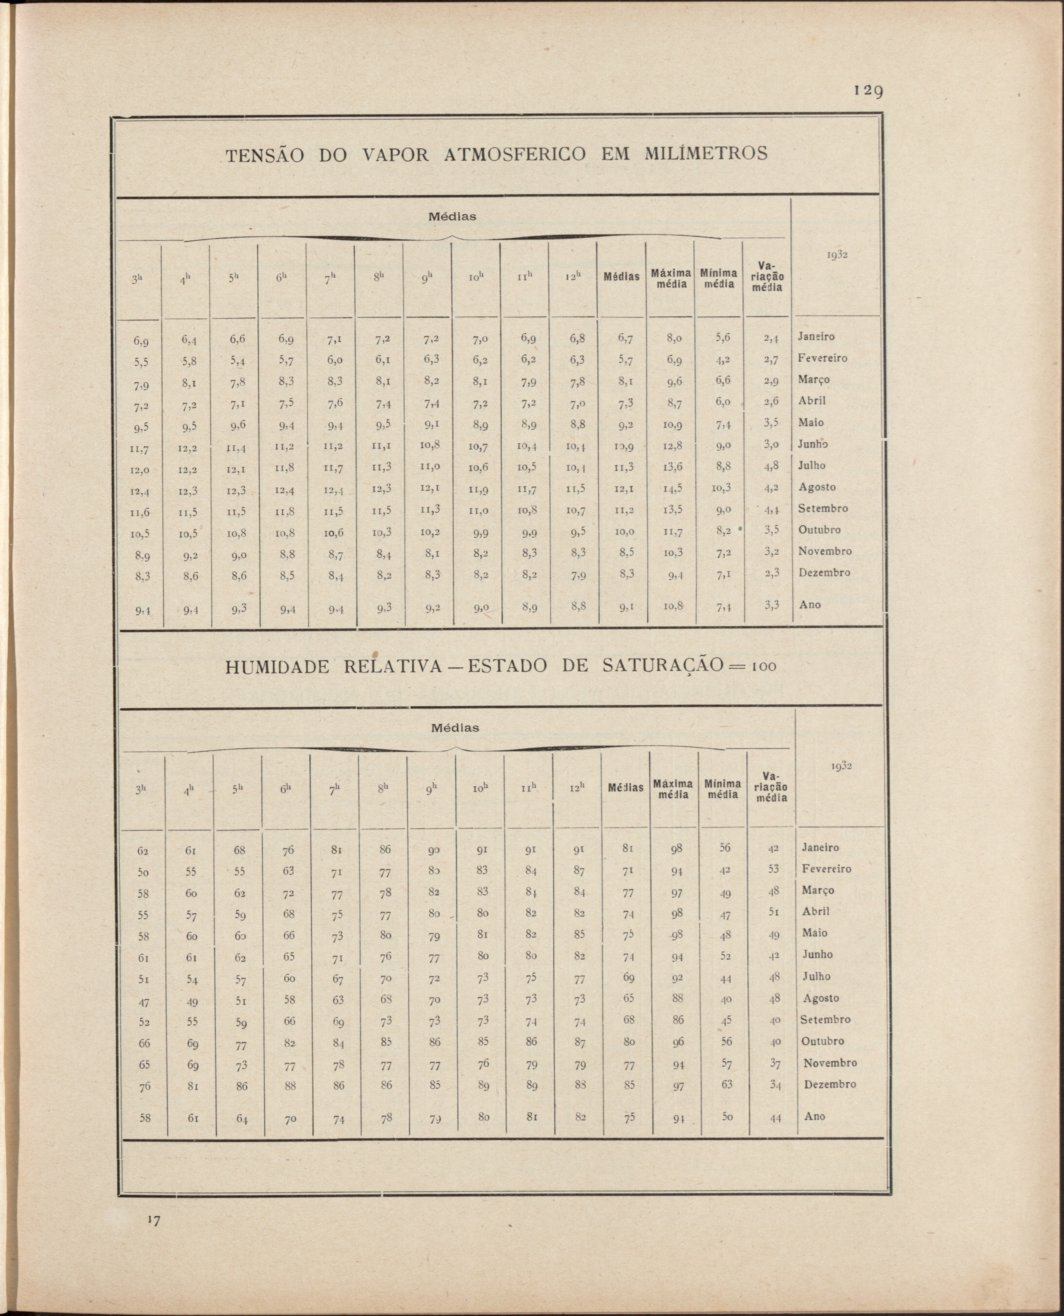 129
TENSÃO DO VAPOR ATMOSFERICO EM MILÍMETROS
Médias
3h 4h 5h 6h 7h 8h 9h 10h 11h 12h Médias Máxima média Mínima média Variação média 1932
6,9 6,4 6,6 6,9 7,1 7,2 7,2 7,0 6,9 6,8 6,7 8,0 5,6 2,4 Janeiro
5,5 5,8 5,4 5,7 6,0 6,1 6,3 6,2 6,2 6,3 5,7 6,9 4,2 2,7 Fevereiro
7,9 8,1 7,8 8,3 8,3 8,1 8,2 8,1 7,9 7,8 8,1 9,6 6,6 2,9 Março
7,2 7,2 7,1 7,5 7,6 7,4 7,4 7,2 7,2 7,0 7,3 8,7 6,0 2,6 Abril
9,5 9,5 9,6 9,4 9,4 9,5 9,1 8,9 8,9 8,8 9,2 10,9 7,4 3,5 Maio
11,7 12,2 11,4 11,2 11,2 11,1 10,8 10,7 10,4 10,4 10,9 12,8 9,0 3,0 Junho
12,0 12,2 12,1 11,8 11,7 11,3 11,0 10,6 10,5 10,4 11,3 13,6 8,8 4,8 Julho
12,4 12,3 12,3 12,4 12,4 12,3 12,1 11,9 11,7 11,5 12,1 14,5 10,3 4,2 Agosto
11,6 11,5 11,5 11,8 11,5 11,5 11,3 11,0 10,8 10,7 11,2 13,5 9,0 4,4 Setembro
10,5 10,5 10,8 10,8 10,6 10,3 10,2 9,9 9,9 9,5 10,0 11,7 8,2 3,5 Outubro
8,9 9,2 9,0 8,8 8,7 8,4 8,1 8,2 8,3 8,3 8,5 10,3 7,2 3,2 Novembro
8,3 8,6 8,6 8,5 8,4 8,2 8,3 8,2 8,2 7,9 8,3 9,4 7,1 2,3 Dezembro
9,4 9,4 9,3 9,4 9,4 9,3 9,2 9,0 8,9 8,8 9,1 10,8 7,4 3,3 Ano
HUMIDADE RELATIVA — ESTADO DE SATURAÇÃO = 100
Médias
3h 4h 5h 6h 7h 8h 9h 10h 11h 12h Médias Máxima média Mínima média Variação média 1932
62 61 68 76 81 86 90 91 91 91 81 98 56 42 Janeiro
50 55 55 63 71 77 80 83 84 87 71 94 42 53 Fevereiro
58 60 62 72 77 78 82 83 84 84 77 97 49 48 Março
55 57 59 68 75 77 80 80 82 82 74 98 47 51 Abril
58 60 60 66 73 80 79 81 82 85 75 98 48 49 Maio
61 61 62 65 71 76 77 80 80 82 74 94 52 42 Junho
51 54 57 60 67 70 72 73 75 77 69 92 44 48 Julho
47 49 51 58 63 68 70 73 73 73 65 88 40 48 Agosto
52 55 59 66 69 73 73 73 74 74 68 86 45 40 Setembro
66 69 77 82 84 85 86 85 86 87 80 96 56 40 Outubro
65 69 73 77 78 77 77 76 79 79 77 94 57 37 Novembro
76 81 86 88 86 86 85 89 89 88 85 97 63 34 Dezembro
58 61 64 70 74 78 79 80 81 82 75 94 50 44 Ano
17